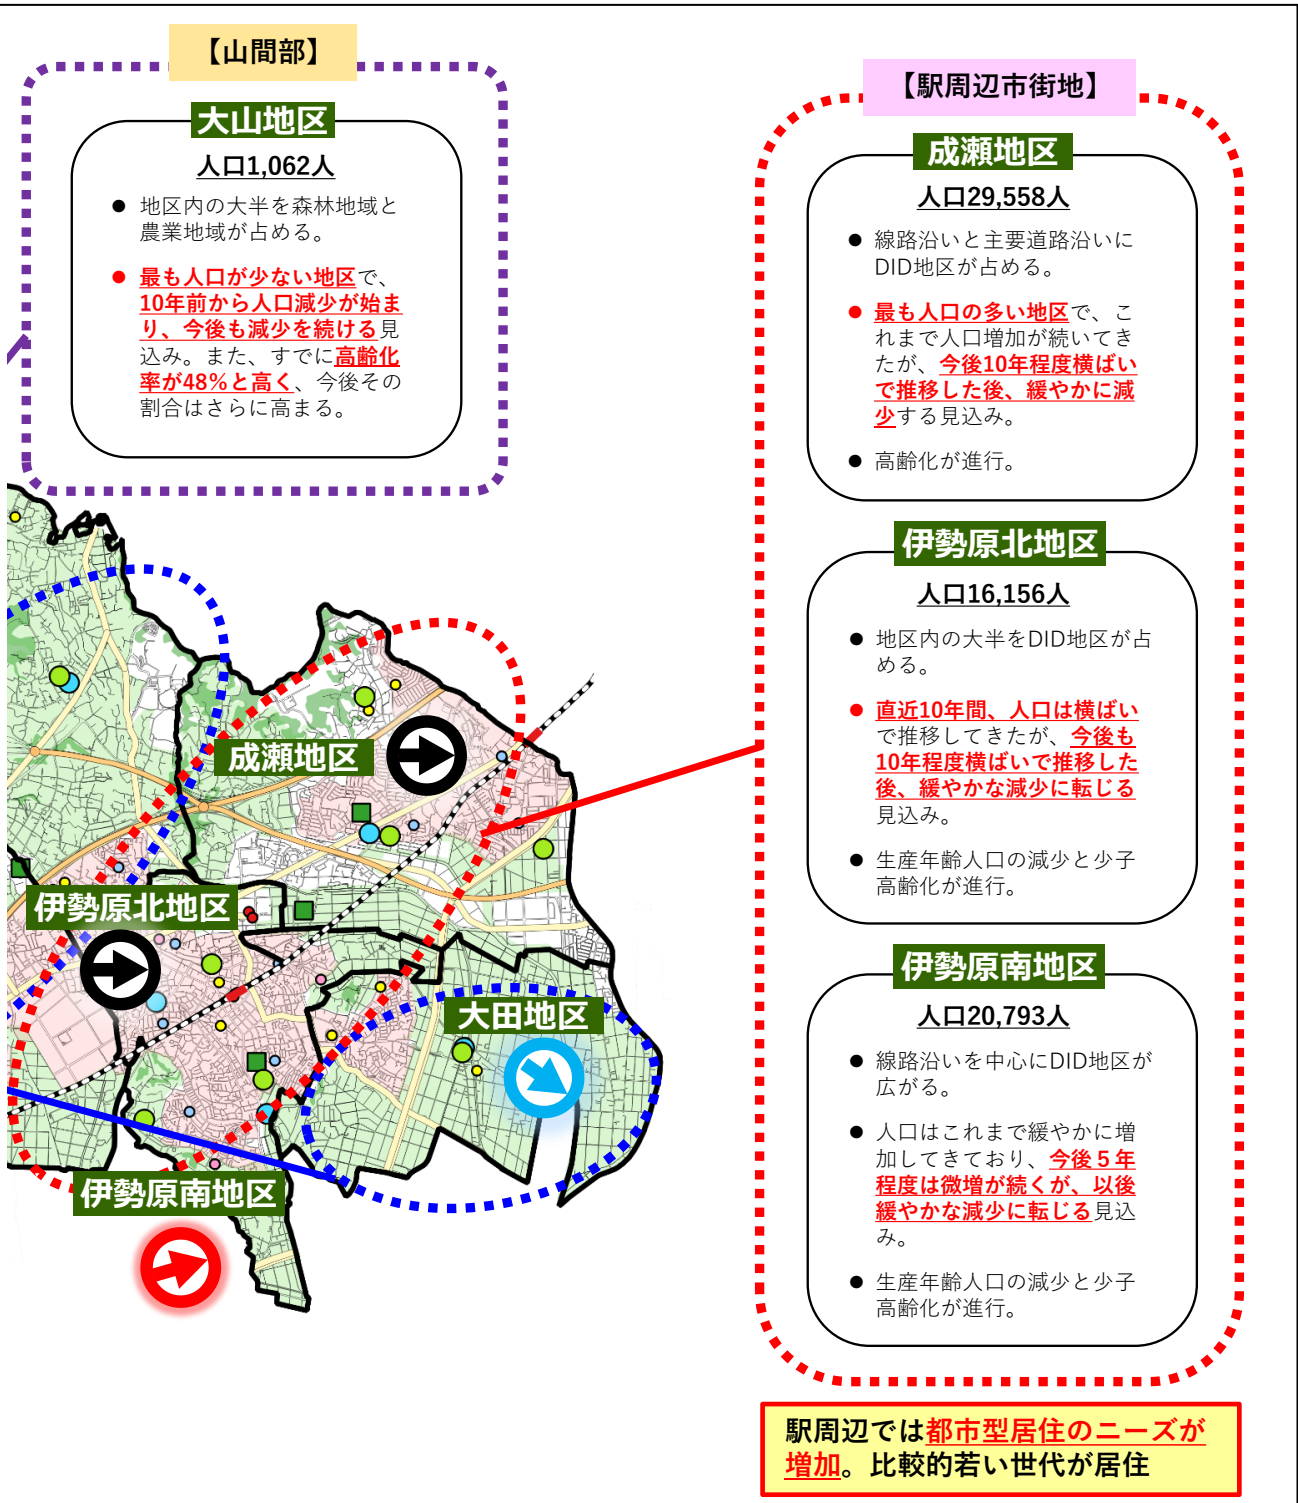 【山間部】
大山地区
人口1,062人
● 地区内の大半を森林地域と
農業地域が占める。
● 最も人口が少ない地区で、
10年前から人口減少が始ま
り、今後も減少を続ける見
込み。また、すでに高齢化
率が48%と高く、今後その
割合はさらに高まる。
【駅周辺市街地】
成瀬地区
人口29,558人
● 線路沿いと主要道路沿いに
DID地区が占める。
● 最も人口の多い地区で、こ
れまで人口増加が続いてき
たが、今後10年程度横ばい
で推移した後、緩やかに減
少する見込み。
● 高齢化が進行。
伊勢原北地区
人口16,156人
● 地区内の大半をDID地区が占
める。
● 直近10年間、人口は横ばい
で推移してきたが、今後も
10年程度横ばいで推移した
後、緩やかな減少に転じる
見込み。
● 生産年齢人口の減少と少子
高齢化が進行。
伊勢原南地区
人口20,793人
● 線路沿いを中心にDID地区が
広がる。
● 人口はこれまで緩やかに増
加してきており、今後５年
程度は微増が続くが、以後
緩やかな減少に転じる見込
み。
● 生産年齢人口の減少と少子
高齢化が進行。
駅周辺では都市型居住のニーズが
増加。比較的若い世代が居住
成瀬地区
伊勢原北地区
大田地区
伊勢原南地区